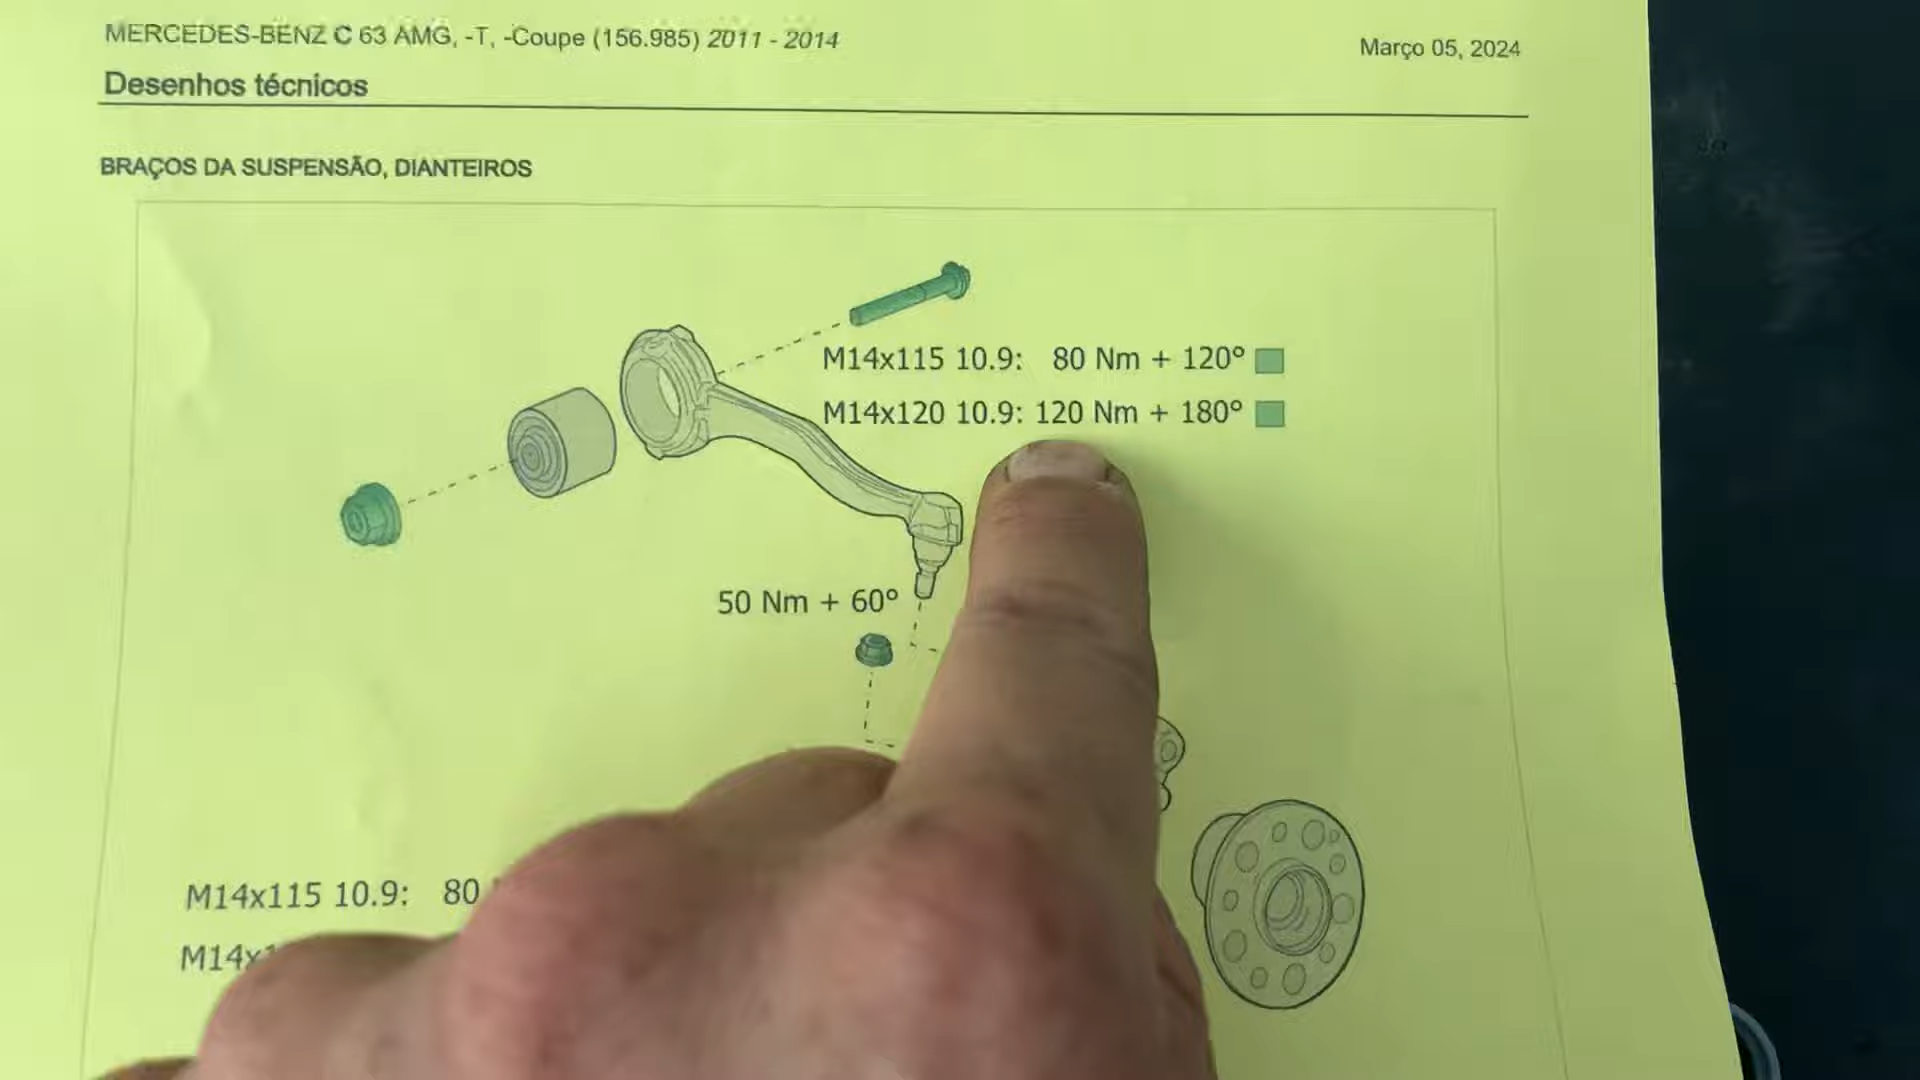 MERCEDES-BENZ C 63 AMG, -T, -Coupe (156.985) 2011 - 2014
Março 05, 2024
Desenhos técnicos
BRAÇOS DA SUSPENSÃO, DIANTEIROS
M14x115 10.9: 80 Nm + 120°
M14x120 10.9: 120 Nm + 180°
50 Nm + 60°
M14x115 10.9: 80